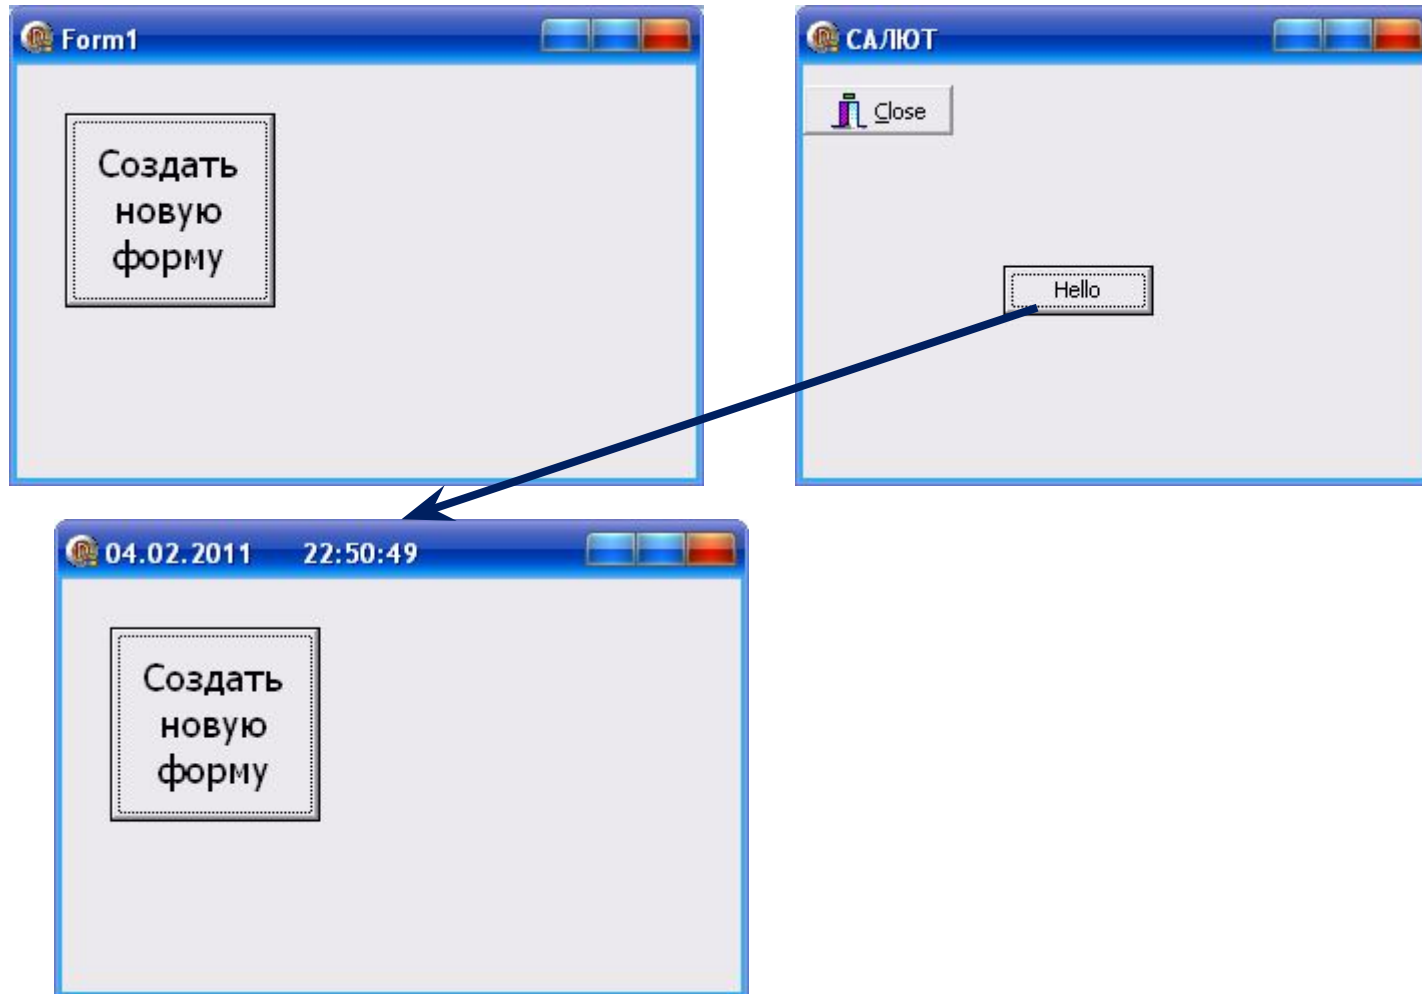 Form1
Создать
новую
форму
САЛЮТ
Close
Hello
04.02.2011 22:50:49
Создать
новую
форму